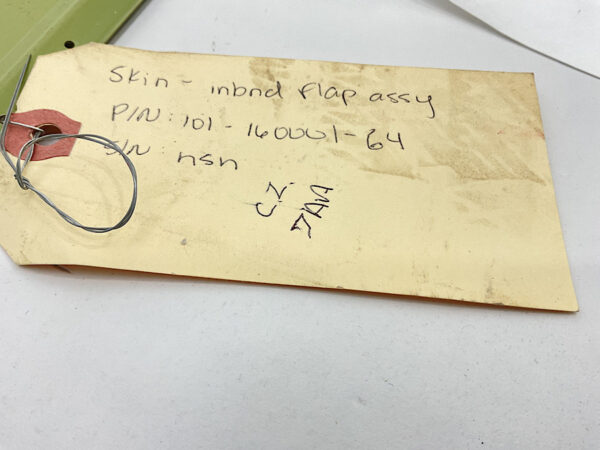 Skin - inbnd flap assy
P/N: 101-160001-64
S/N: nsn